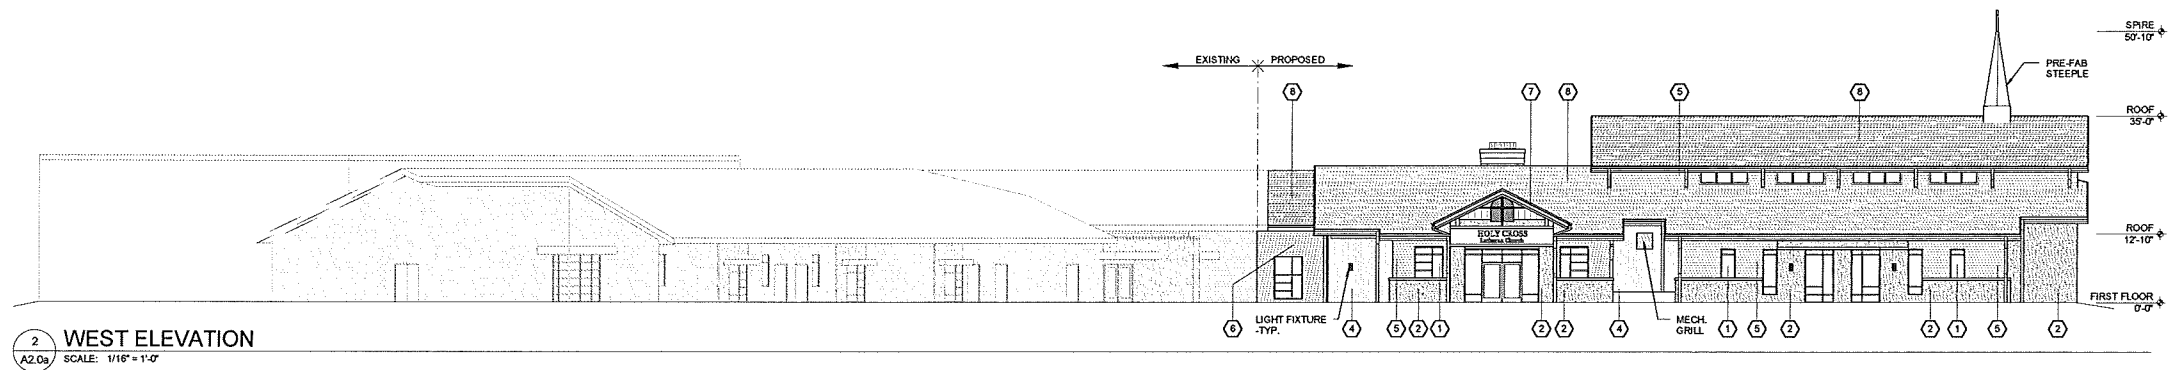 SPIRE
50'-10"
EXISTING PROPOSED
PRE-FAB
STEEPLE
8 7 8 5 8
ROOF
35'-0"
HOLY CROSS
Lutheran Church
ROOF
12'-10"
FIRST FLOOR
0'-0"
6 LIGHT FIXTURE
-TYP.
4 5 2 1 2 2 4
MECH.
GRILL
1 5 2 2 1 5 2
2
A2.0a
WEST ELEVATION
SCALE: 1/16" = 1'-0"